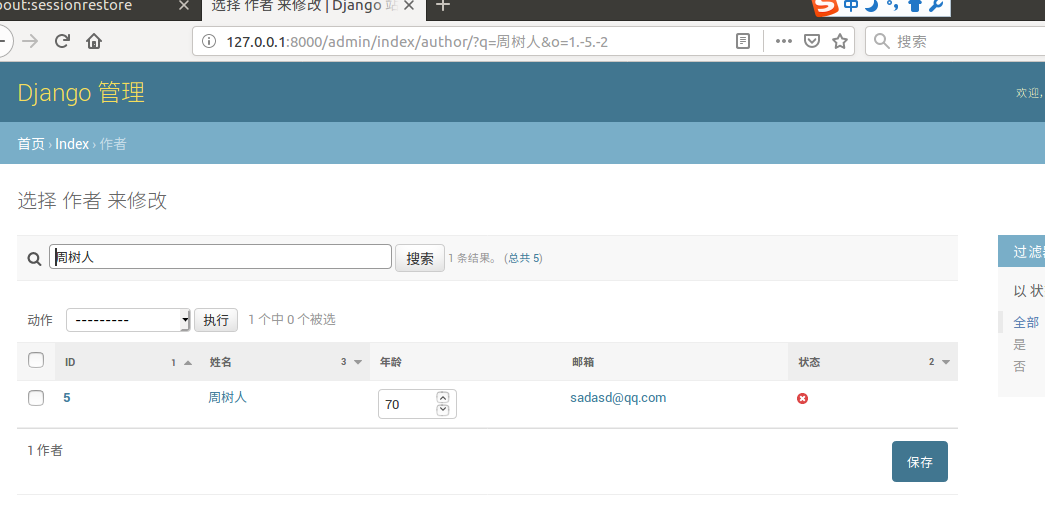 bout:sessionrestore
选择 作者 来修改 | Django 站
127.0.0.1:8000/admin/index/author/?q=周树人&o=1.-5.-2
搜索
S 中
Django 管理
欢迎,
首页 › Index › 作者
选择 作者 来修改
周树人
搜索
1 条结果。 (总共 5)
过滤
动作 --------- 执行 1 个中 0 个被选
以 状
全部
是
否
ID 1 姓名 3 年龄 邮箱 状态 2
5 周树人 70 sadasd@qq.com
1 作者
保存